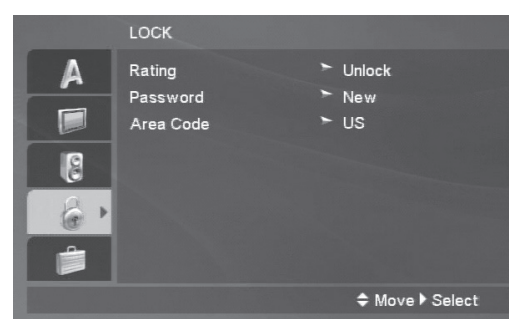 LOCK
A
Rating Unlock
Password New
Area Code US
Move Select